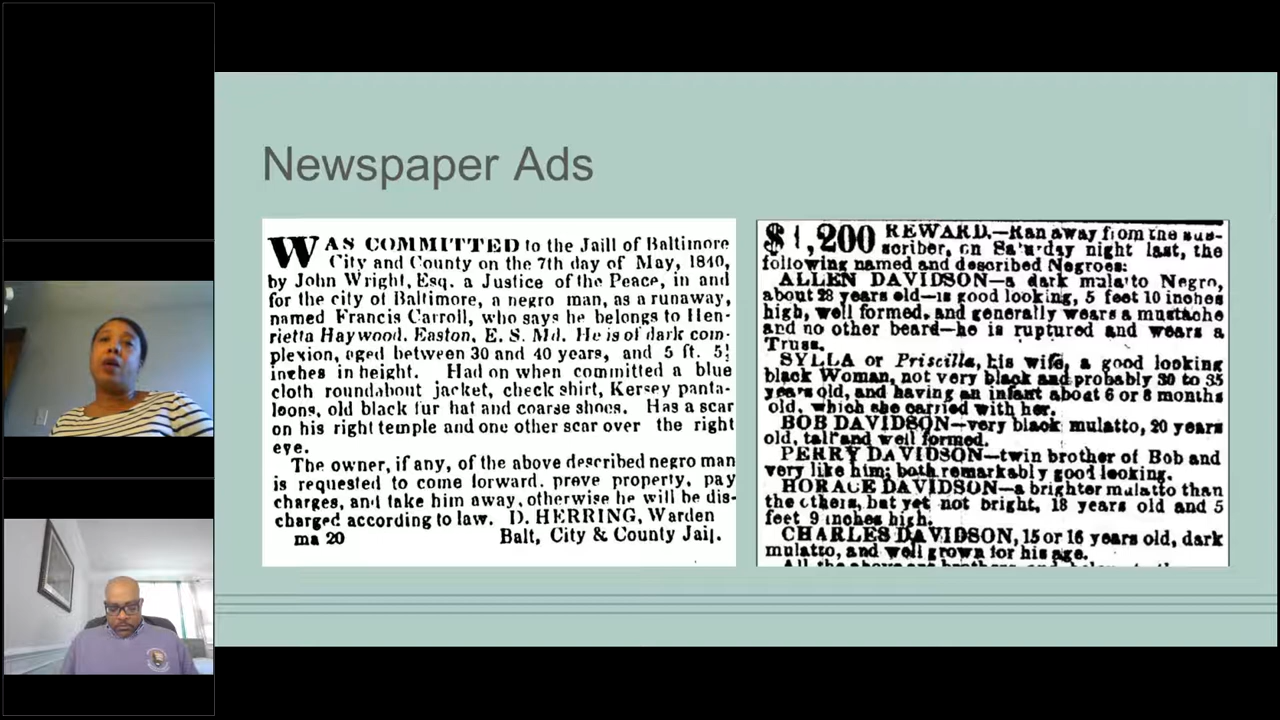 Newspaper Ads
WAS COMMITTED to the Jaill of Baltimore
City and County on the 7th day of May, 1840,
by John Wright, Esq. a Justice of the Peace, in and
for the city of Baltimore, a negro man, as a runaway,
named Francis Carroll, who says he belongs to Hen-
rietta Haywood. Easton, E. S. Md. He is of dark com-
plexion, aged between 30 and 40 years, and 5 ft. 5½
inches in height. Had on when committed a blue
cloth roundabout jacket, check shirt, Kersey panta-
loons, old black fur hat and coarse shoes. Has a scar
on his right temple and one other scar over the right
eye.
The owner, if any, of the above described negro man
is requested to come forward, prove property, pay
charges, and take him away, otherwise he will be dis-
charged according to law. D. HERRING, Warden
ma 20 Balt, City & County Jail.
$1,200 REWARD.—Ran away from the sub-
scriber, on Saturday night last, the
following named and described Negroes:
ALLEN DAVIDSON—a dark mulatto Negro,
about 28 years old—is good looking, 5 feet 10 inches
high, well formed, and generally wears a mustache
and no other beard—he is ruptured and wears a
Truss.
SYLLA or Priscilla, his wife, a good looking
black Woman, not very black and probably 30 to 35
years old, and having an infant about 6 or 8 months
old, which she carried with her.
BOB DAVIDSON—very black mulatto, 20 years
old, tall and well formed.
PERRY DAVIDSON—twin brother of Bob and
very like him; both remarkably good looking.
HORACE DAVIDSON—a brighter mulatto than
the others, but yet not bright, 18 years old and 5
feet 9 inches high.
CHARLES DAVIDSON, 15 or 16 years old, dark
mulatto, and well grown for his age.